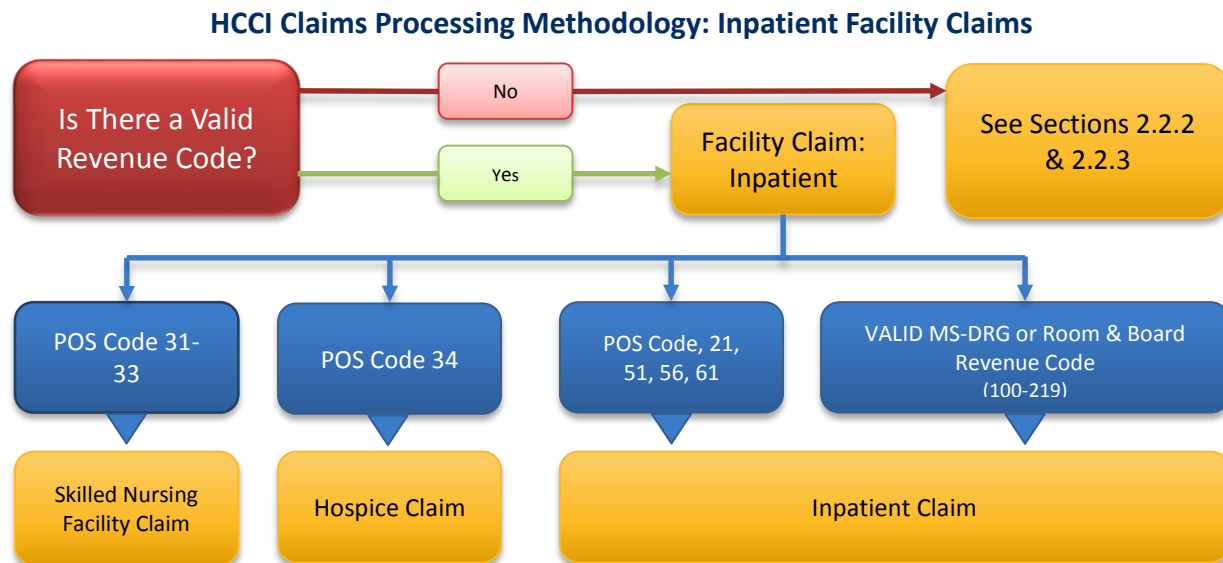 HCCI Claims Processing Methodology: Inpatient Facility Claims
Is There a Valid
Revenue Code?
No
Yes
Facility Claim:
Inpatient
See Sections 2.2.2
& 2.2.3
POS Code 31-
33
POS Code 34
POS Code, 21,
51, 56, 61
VALID MS-DRG or Room & Board
Revenue Code
(100-219)
Skilled Nursing
Facility Claim
Hospice Claim
Inpatient Claim